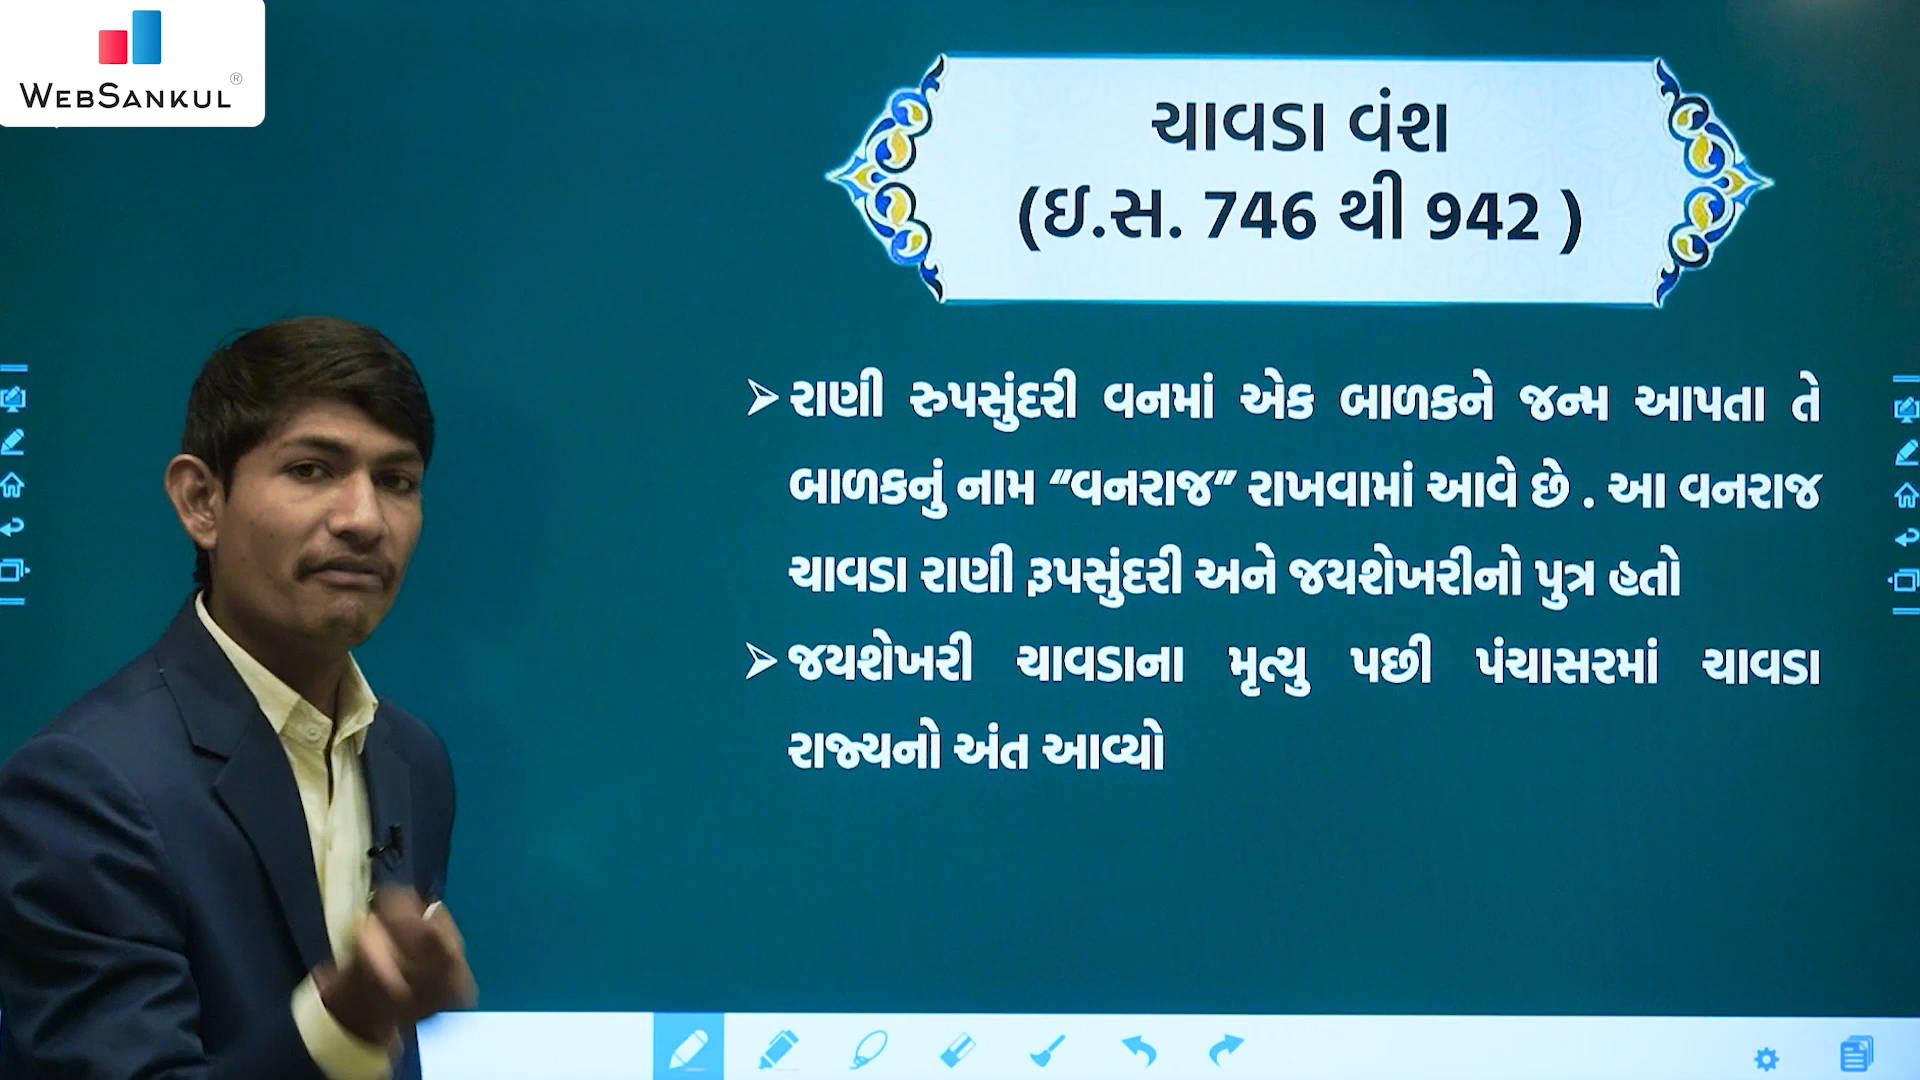 WEBSANKUL®
ચાવડા વંશ
(ઇ.સ. 746 થી 942 )
➢ રાણી રુપસુંદરી વનમાં એક બાળકને જન્મ આપતા તે
બાળકનું નામ “વનરાજ” રાખવામાં આવે છે . આ વનરાજ
ચાવડા રાણી રૂપસુંદરી અને જયશેખરીનો પુત્ર હતો
➢ જયશેખરી ચાવડાના મૃત્યુ પછી પંચાસરમાં ચાવડા
રાજ્યનો અંત આવ્યો